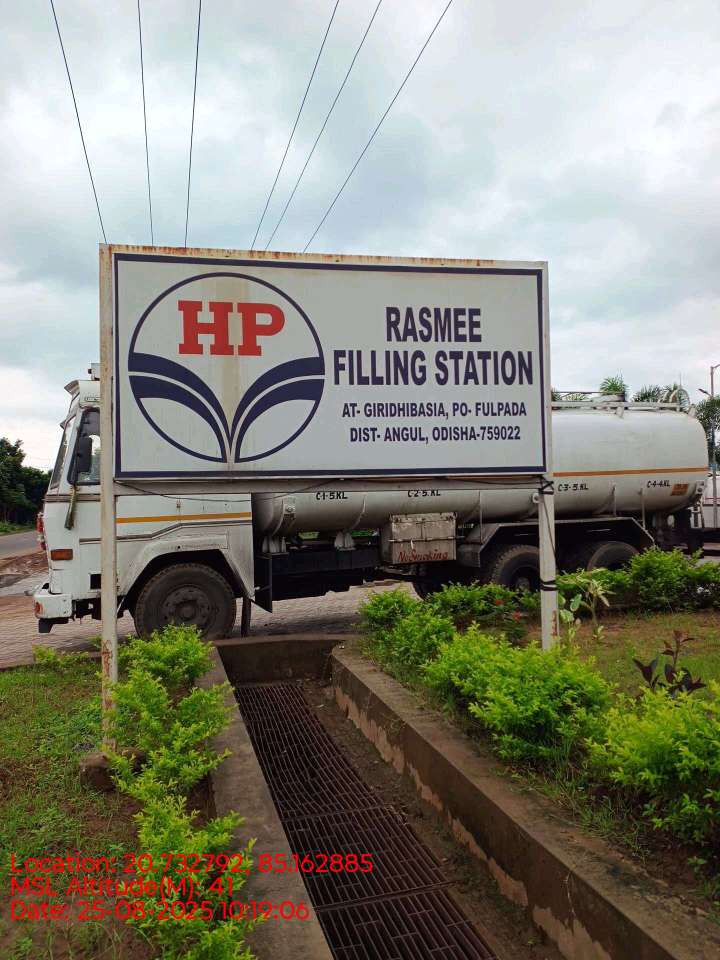 HP
RASMEE
FILLING STATION
AT- GIRIDHIBASIA, PO- FULPADA
DIST- ANGUL, ODISHA-759022
C-1-5.KL
C-2-5.KL
C-3-5.KL
C-4-4.KL
No smoking
Location: 20.732792, 85.162885
MSL Altitude(M): 41
Date: 25-08-2025 10:19:06